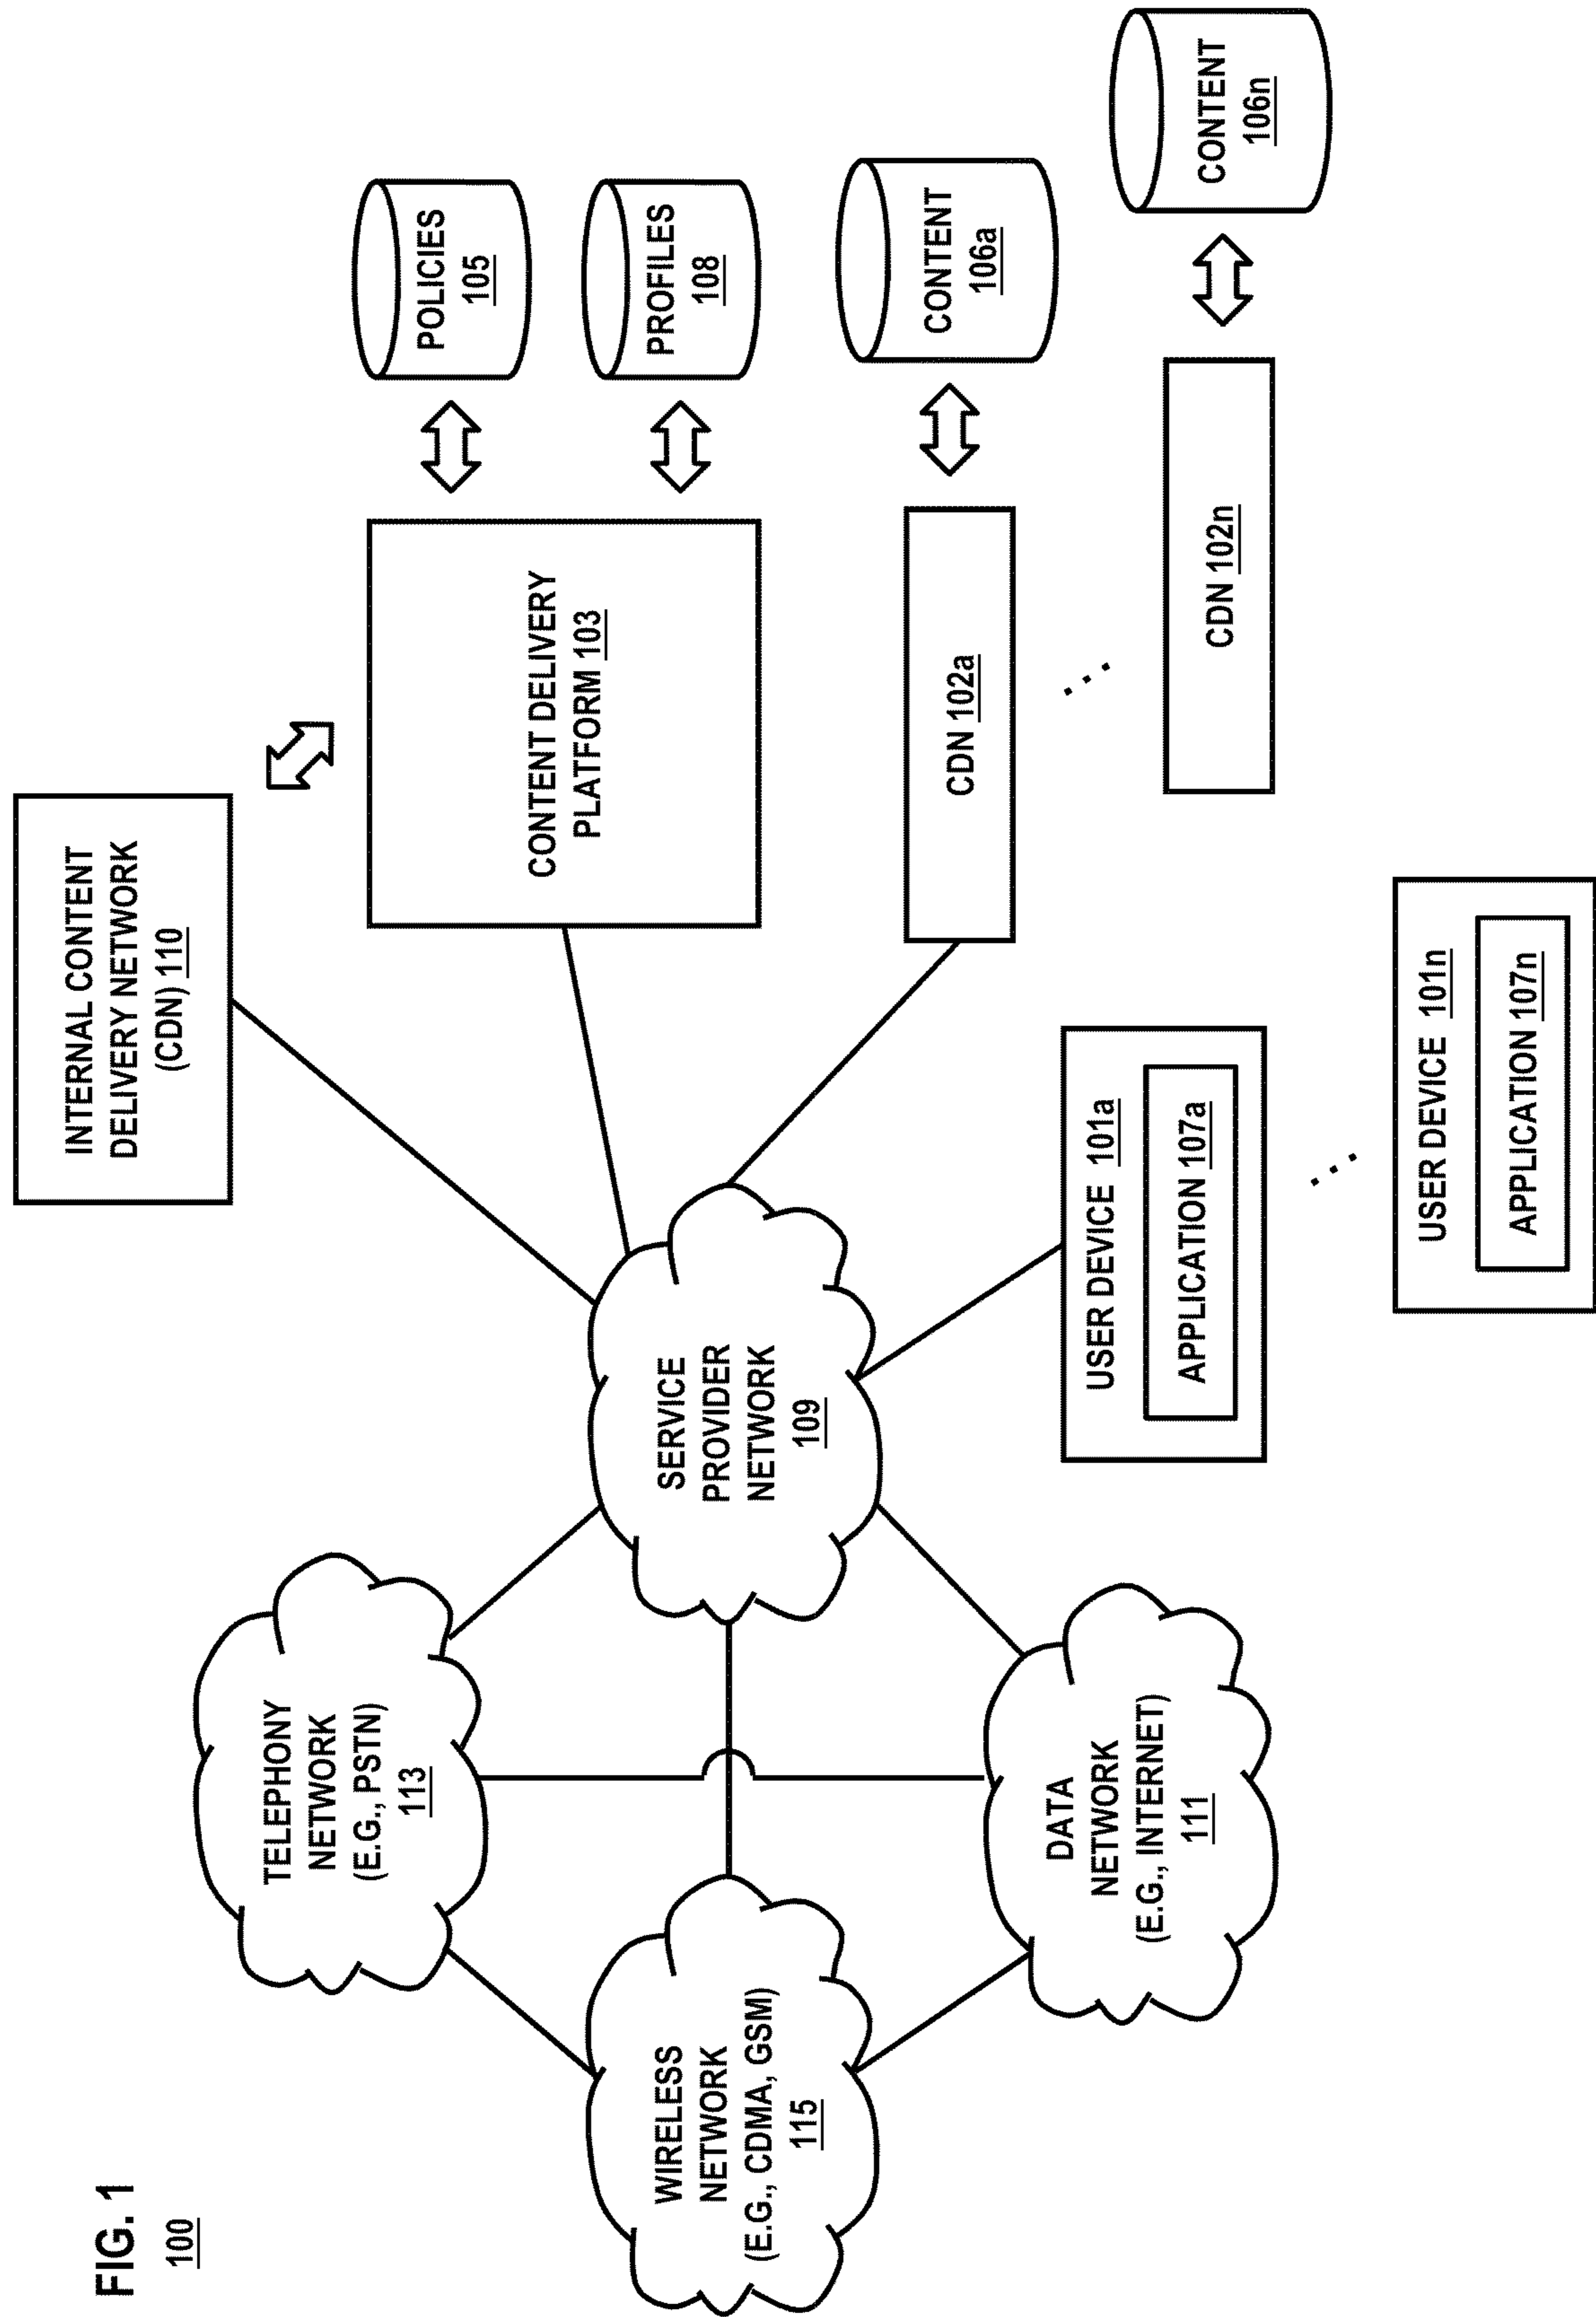 FIG. 1
100
INTERNAL CONTENT
DELIVERY NETWORK
(CDN) 110
TELEPHONY
NETWORK
(E.G., PSTN)
113
CONTENT DELIVERY
PLATFORM 103
POLICIES
105
PROFILES
108
WIRELESS
NETWORK
(E.G., CDMA, GSM)
115
SERVICE
PROVIDER
NETWORK
109
CDN 102a
CONTENT
106a
DATA
NETWORK
(E.G., INTERNET)
111
USER DEVICE 101a
APPLICATION 107a
CDN 102n
CONTENT
106n
USER DEVICE 101n
APPLICATION 107n